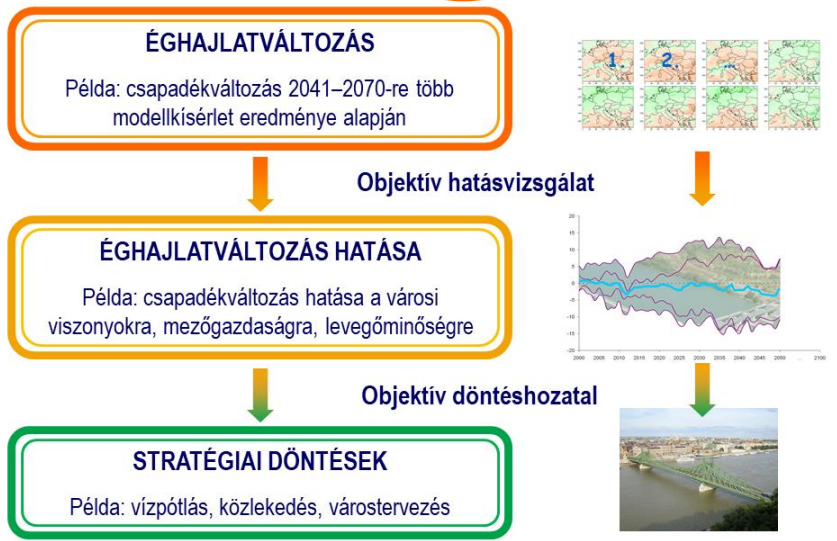 ÉGHAJLATVÁLTOZÁS
Példa: csapadékváltozás 2041–2070-re több
modellkísérlet eredménye alapján
1.
2.
...
Objektív hatásvizsgálat
ÉGHAJLATVÁLTOZÁS HATÁSA
Példa: csapadékváltozás hatása a városi
viszonyokra, mezőgazdaságra, levegőminőségre
20
15
10
5
0
-5
-10
-15
-20
2000 2005 2010 2015 2020 2025 2030 2035 2040 2045 2050 ... 2100
Objektív döntéshozatal
STRATÉGIAI DÖNTÉSEK
Példa: vízpótlás, közlekedés, várostervezés